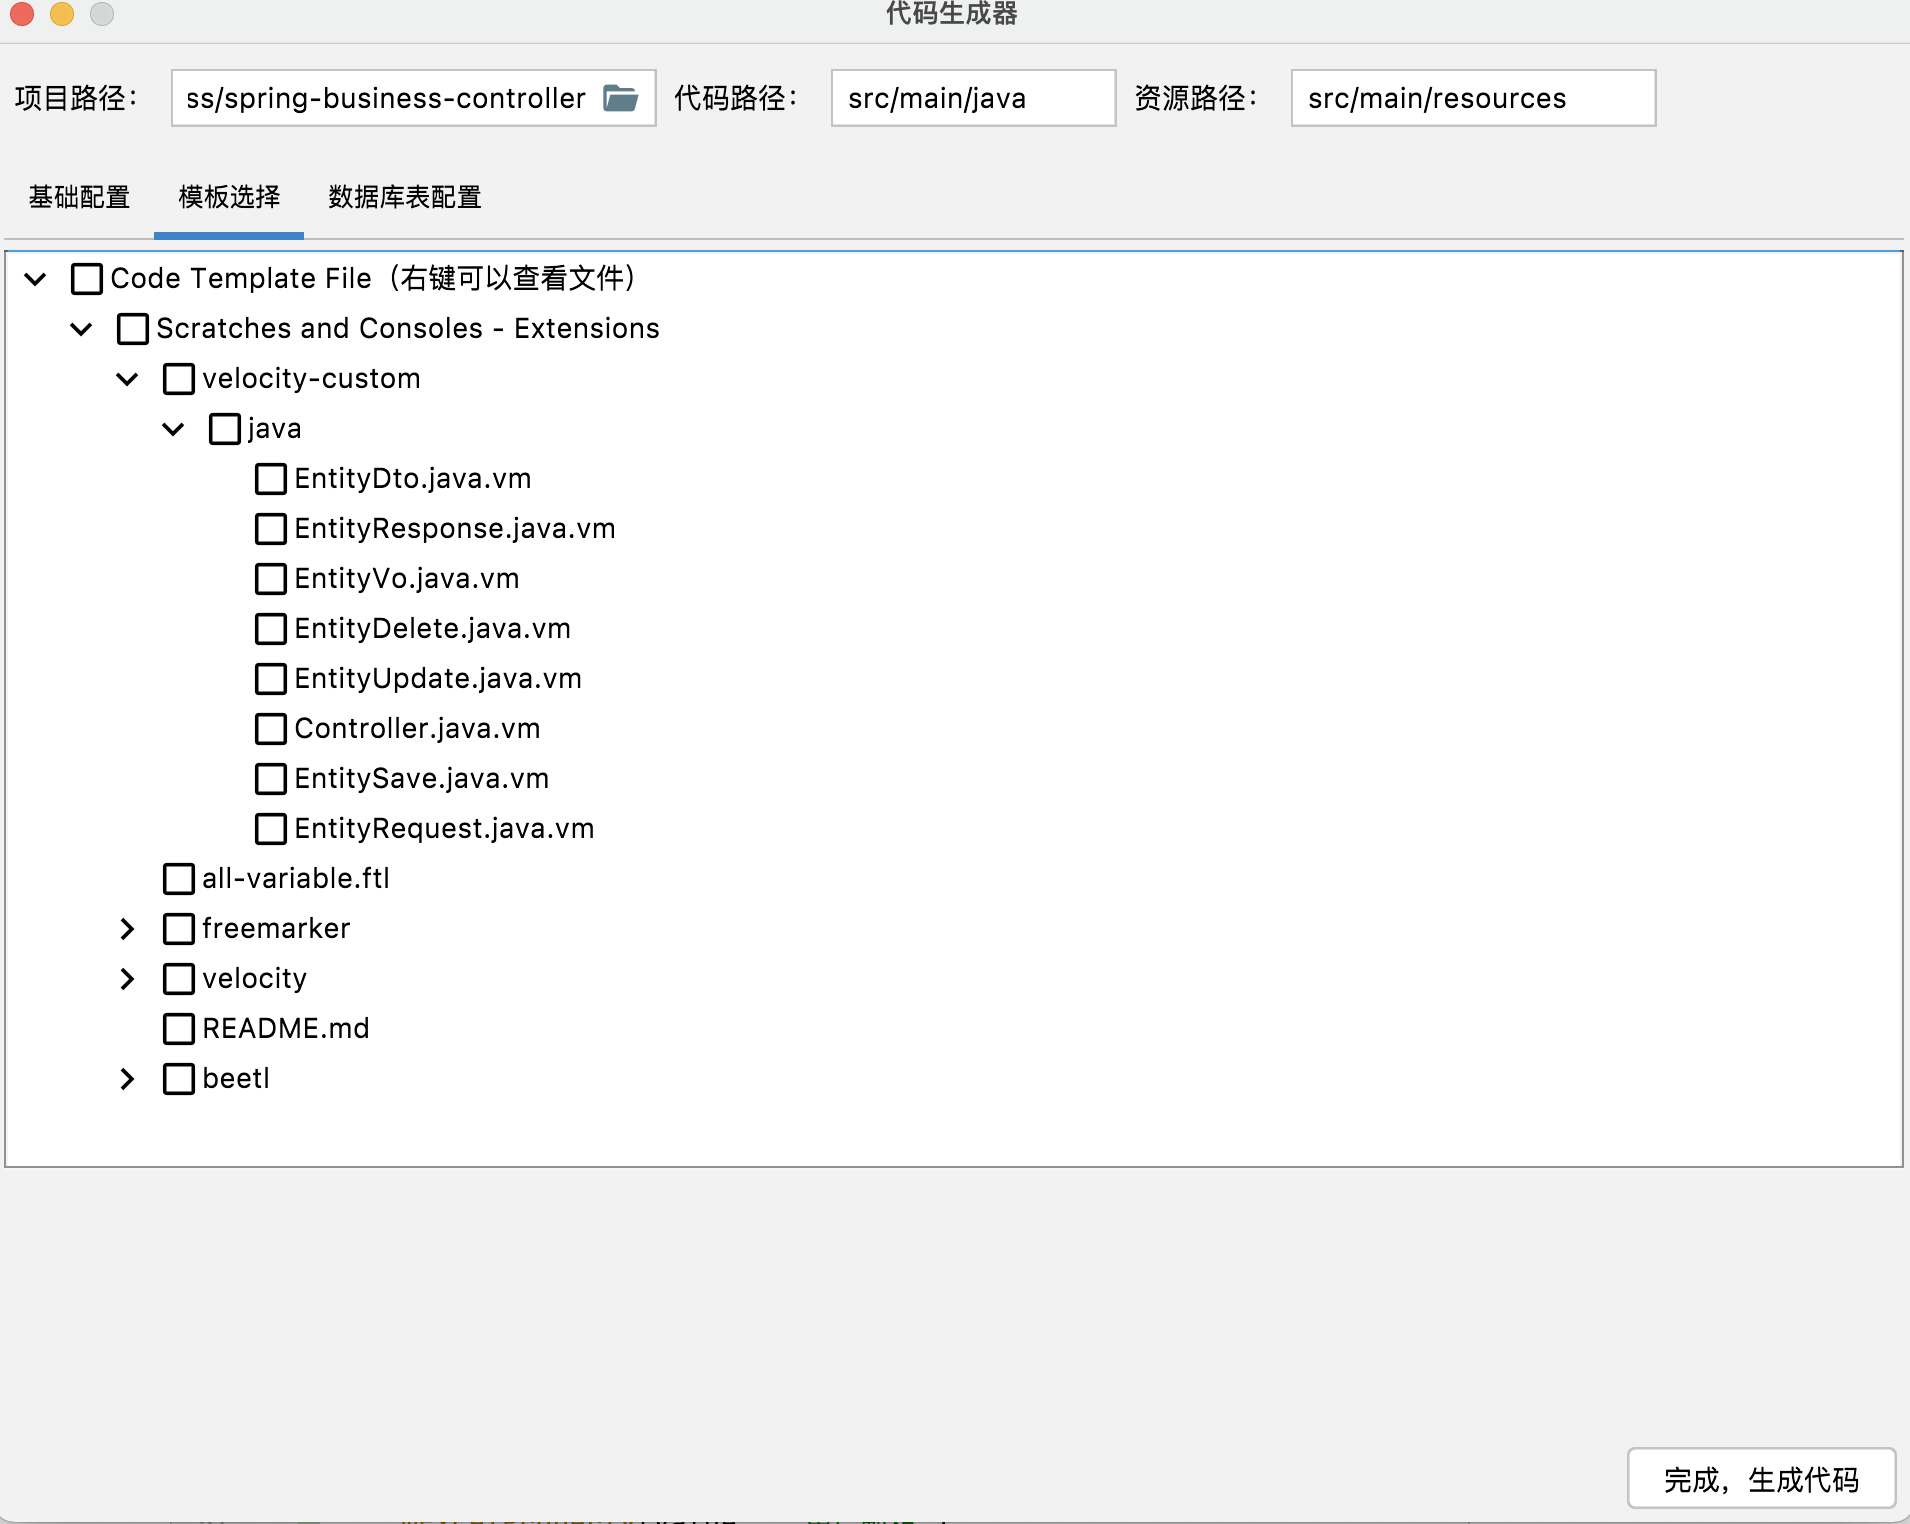 代码生成器
项目路径： ss/spring-business-controller 代码路径： src/main/java 资源路径： src/main/resources
基础配置 模板选择 数据库表配置
Code Template File（右键可以查看文件）
Scratches and Consoles - Extensions
velocity-custom
java
EntityDto.java.vm
EntityResponse.java.vm
EntityVo.java.vm
EntityDelete.java.vm
EntityUpdate.java.vm
Controller.java.vm
EntitySave.java.vm
EntityRequest.java.vm
all-variable.ftl
freemarker
velocity
README.md
beetl
完成，生成代码